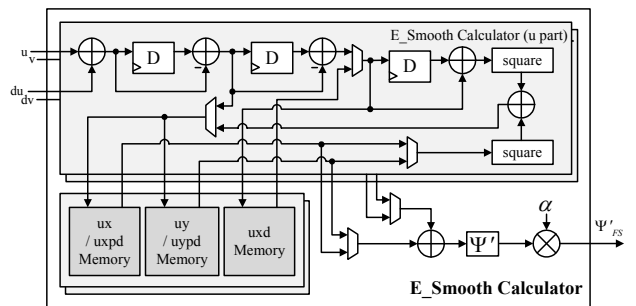 E_Smooth Calculator (u part)
u
v
du
dv
D
D
D
square
square
ux
/ uxpd
Memory
uy
/ uypd
Memory
uxd
Memory
α
Ψ'
Ψ'FS
E_Smooth Calculator